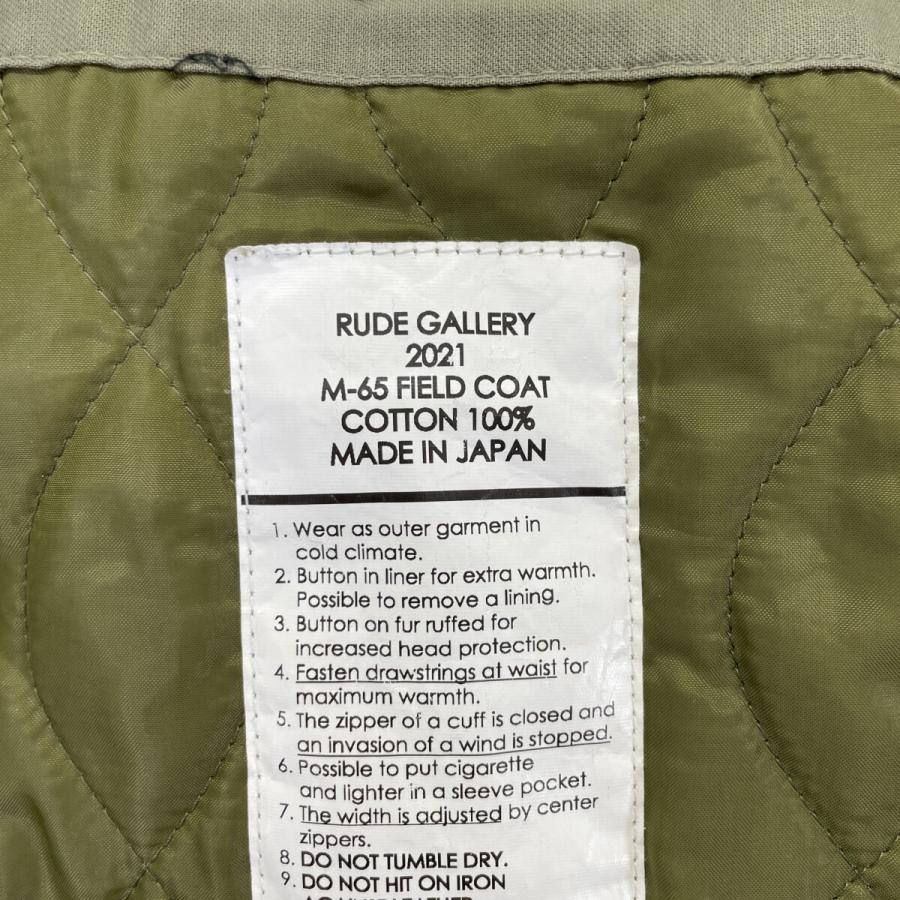 RUDE GALLERY
2021
M-65 FIELD COAT
COTTON 100%
MADE IN JAPAN
1. Wear as outer garment in
cold climate.
2. Button in liner for extra warmth.
Possible to remove a lining.
3. Button on fur ruffed for
increased head protection.
4. Fasten drawstrings at waist for
maximum warmth.
5. The zipper of a cuff is closed and
an invasion of a wind is stopped.
6. Possible to put cigarette
and lighter in a sleeve pocket.
7. The width is adjusted by center
zippers.
8. DO NOT TUMBLE DRY.
9. DO NOT HIT ON IRON